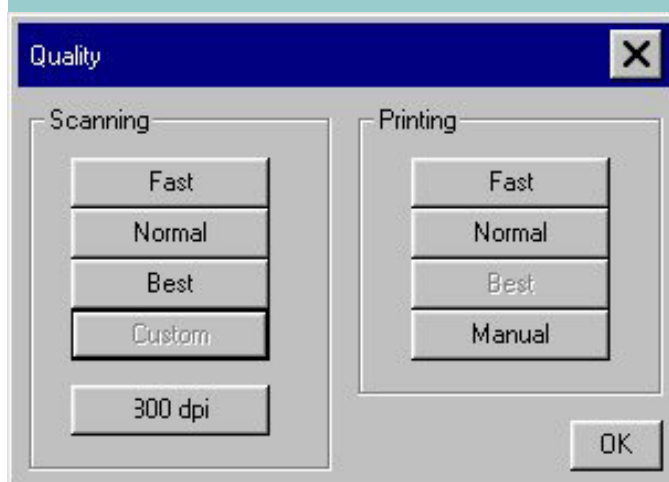 Quality
Scanning
Fast
Normal
Best
Custom
300 dpi
Printing
Fast
Normal
Best
Manual
OK